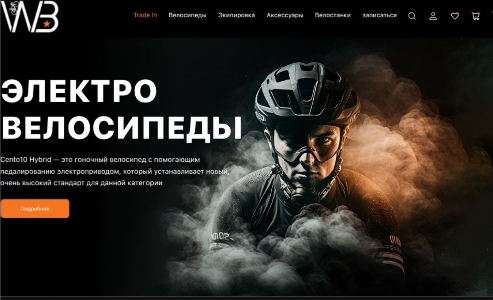 WB
Trade In Велосипеды Экипировка Аксессуары Велостанки записаться
ЭЛЕКТРО
ВЕЛОСИПЕДЫ
Cento10 Hybrid — это гоночный велосипед с помогающим
педалированию электроприводом, который устанавливает новый,
очень высокий стандарт для данной категории
Подробнее